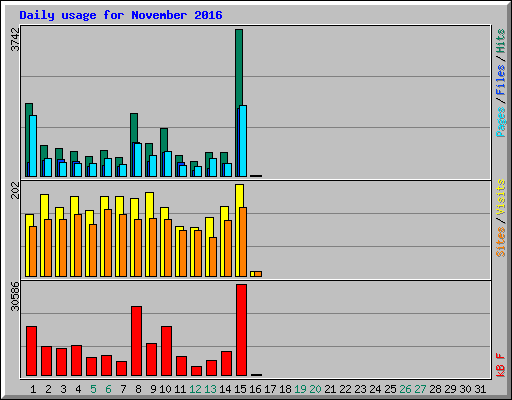 Daily usage for November 2016
3742
202
30586
Pages/Files/Hits
Sites/Visits
kB F
1 2 3 4 5 6 7 8 9 10 11 12 13 14 15 16 17 18 19 20 21 22 23 24 25 26 27 28 29 30 31